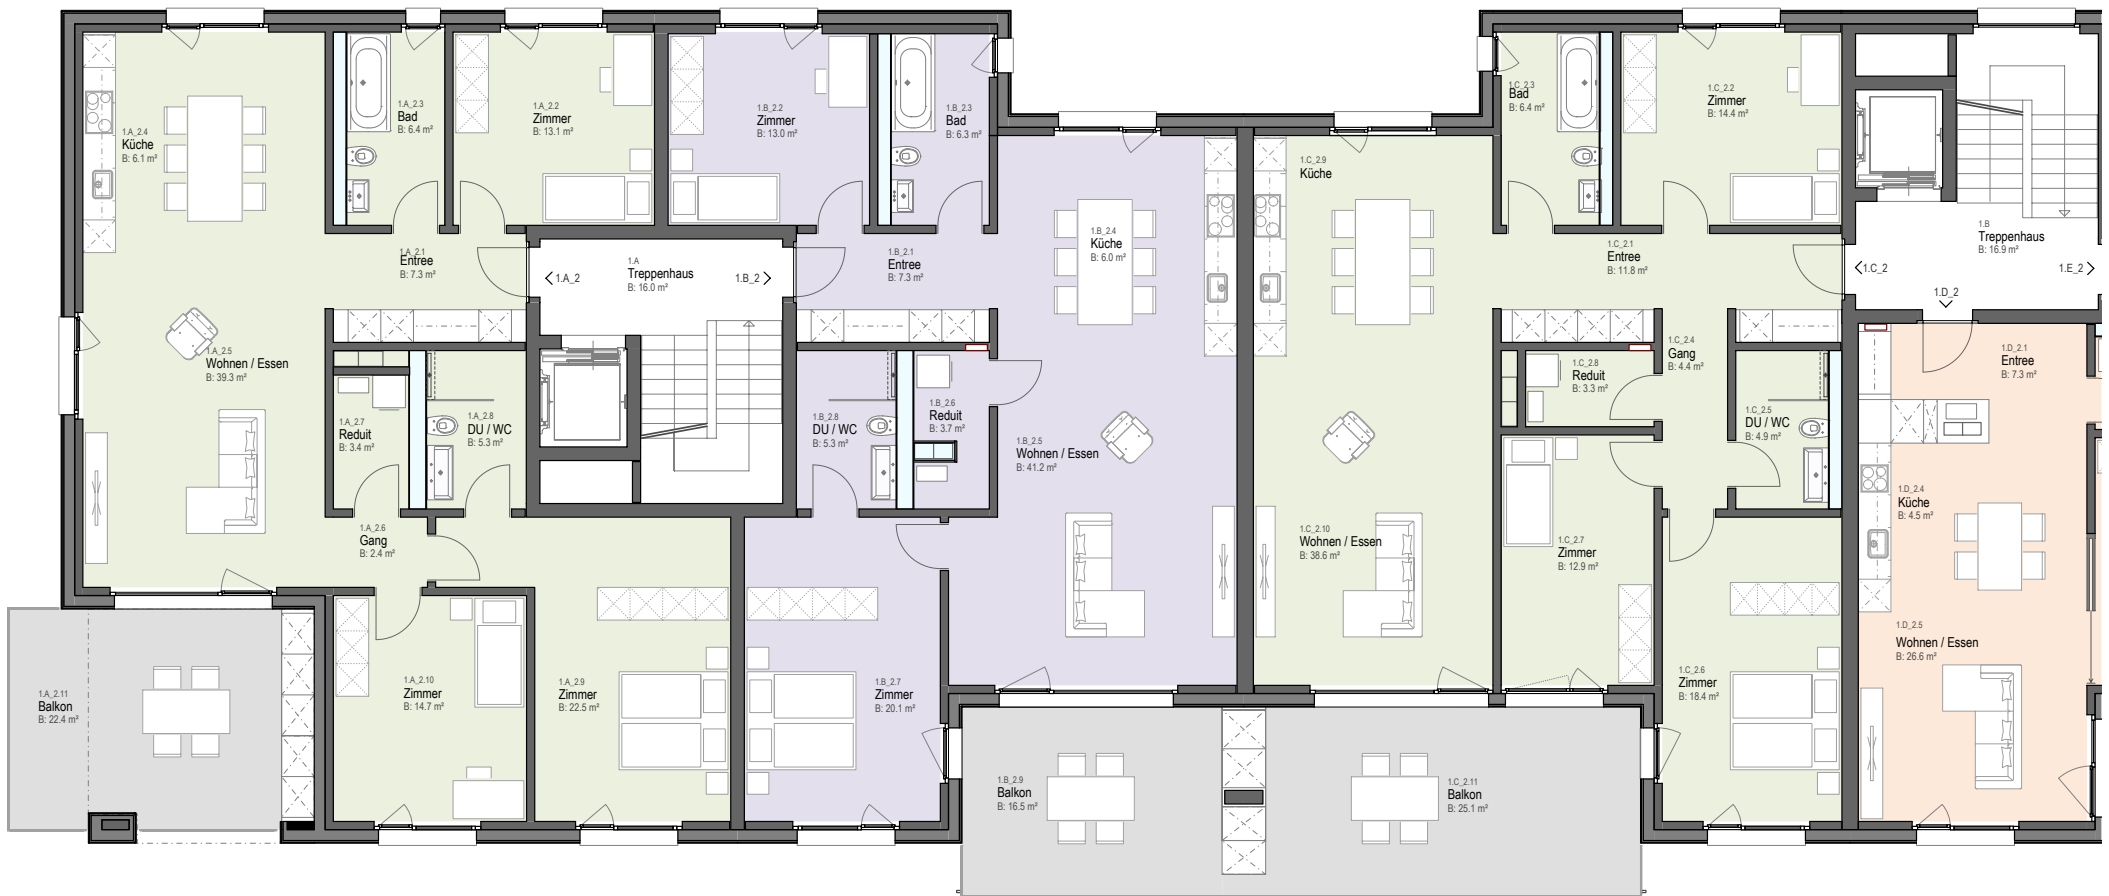 1.A_2.4
Küche
B: 6.1 m²
1.A_2.3
Bad
B: 6.4 m²
1.A_2.2
Zimmer
B: 13.1 m²
1.B_2.2
Zimmer
B: 13.0 m²
1.B_2.3
Bad
B: 6.3 m²
1.C_2.9
Küche
1.C_2.3
Bad
B: 6.4 m²
1.C_2.2
Zimmer
B: 14.4 m²
1.A_2.1
Entree
B: 7.3 m²
1.A_2
1.A
Treppenhaus
B: 16.0 m²
1.B_2
1.B_2.1
Entree
B: 7.3 m²
1.B_2.4
Küche
B: 6.0 m²
1.C_2.1
Entree
B: 11.8 m²
1.B
Treppenhaus
B: 16.9 m²
1.C_2
1.E_2
1.D_2
1.A_2.5
Wohnen / Essen
B: 39.3 m²
1.A_2.7
Reduit
B: 3.4 m²
1.A_2.8
DU / WC
B: 5.3 m²
1.B_2.8
DU / WC
B: 5.3 m²
1.B_2.6
Reduit
B: 3.7 m²
1.B_2.5
Wohnen / Essen
B: 41.2 m²
1.C_2.8
Reduit
B: 3.3 m²
1.C_2.4
Gang
B: 4.4 m²
1.C_2.5
DU / WC
B: 4.9 m²
1.D_2.1
Entree
B: 7.3 m²
1.D_2.4
Küche
B: 4.5 m²
1.A_2.6
Gang
B: 2.4 m²
1.C_2.10
Wohnen / Essen
B: 38.6 m²
1.C_2.7
Zimmer
B: 12.9 m²
1.D_2.5
Wohnen / Essen
B: 26.6 m²
1.A_2.11
Balkon
B: 22.4 m²
1.A_2.10
Zimmer
B: 14.7 m²
1.A_2.9
Zimmer
B: 22.5 m²
1.B_2.7
Zimmer
B: 20.1 m²
1.C_2.6
Zimmer
B: 18.4 m²
1.B_2.9
Balkon
B: 16.5 m²
1.C_2.11
Balkon
B: 25.1 m²